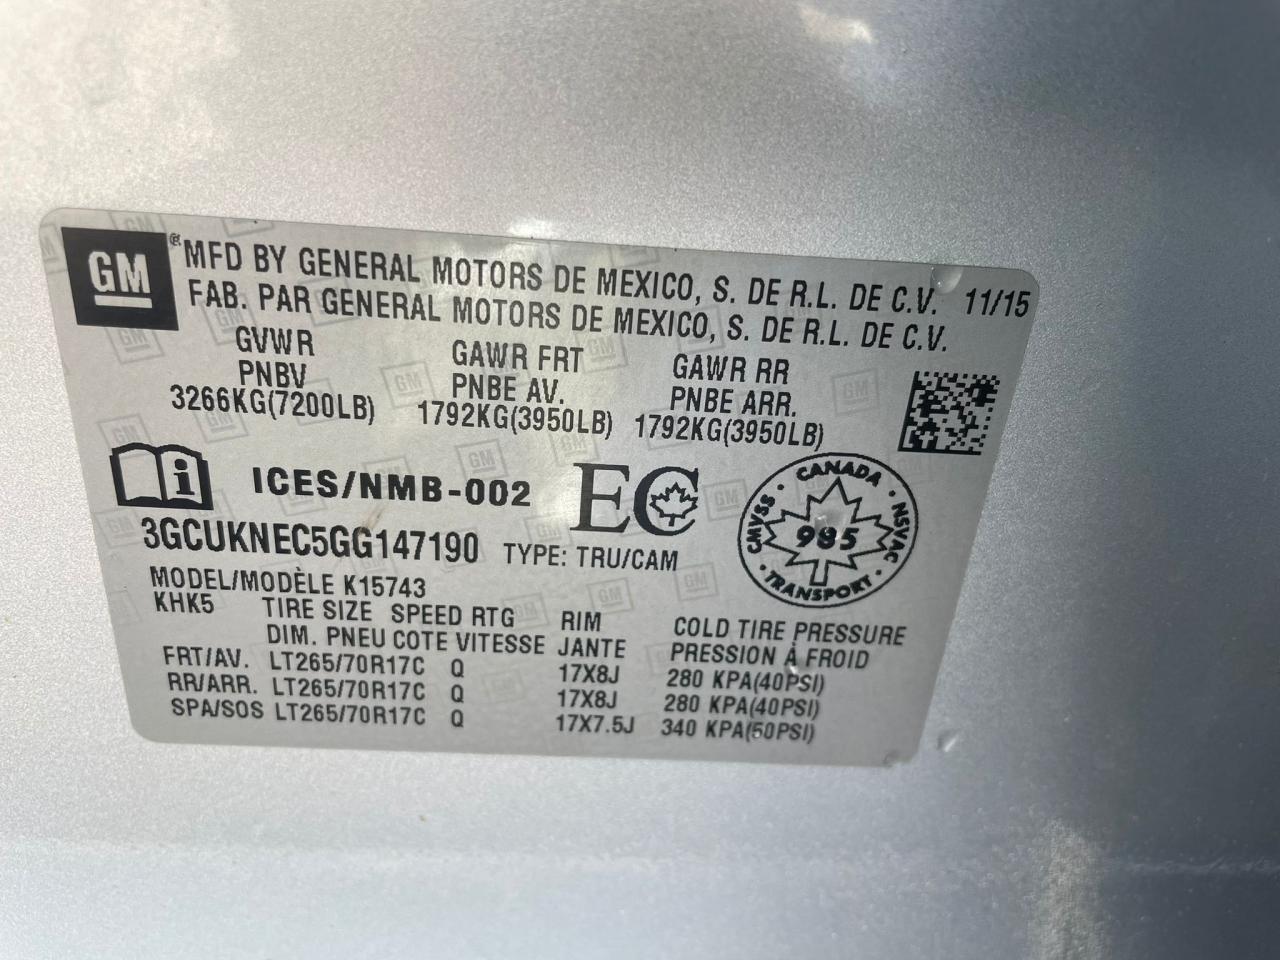 GM® MFD BY GENERAL MOTORS DE MEXICO, S. DE R.L. DE C.V. 11/15
FAB. PAR GENERAL MOTORS DE MEXICO, S. DE R.L. DE C.V.
GVWR GAWR FRT GAWR RR
PNBV PNBE AV. PNBE ARR.
3266KG(7200LB) 1792KG(3950LB) 1792KG(3950LB)
i ICES/NMB-002 EC CANADA CMVSS NSVAC 985 TRANSPORT
3GCUKNEC5GG147190 TYPE: TRU/CAM
MODEL/MODÈLE K15743
KHK5 TIRE SIZE SPEED RTG RIM COLD TIRE PRESSURE
DIM. PNEU COTE VITESSE JANTE PRESSION À FROID
FRT/AV. LT265/70R17C Q 17X8J 280 KPA(40PSI)
RR/ARR. LT265/70R17C Q 17X8J 280 KPA(40PSI)
SPA/SOS LT265/70R17C Q 17X7.5J 340 KPA(50PSI)